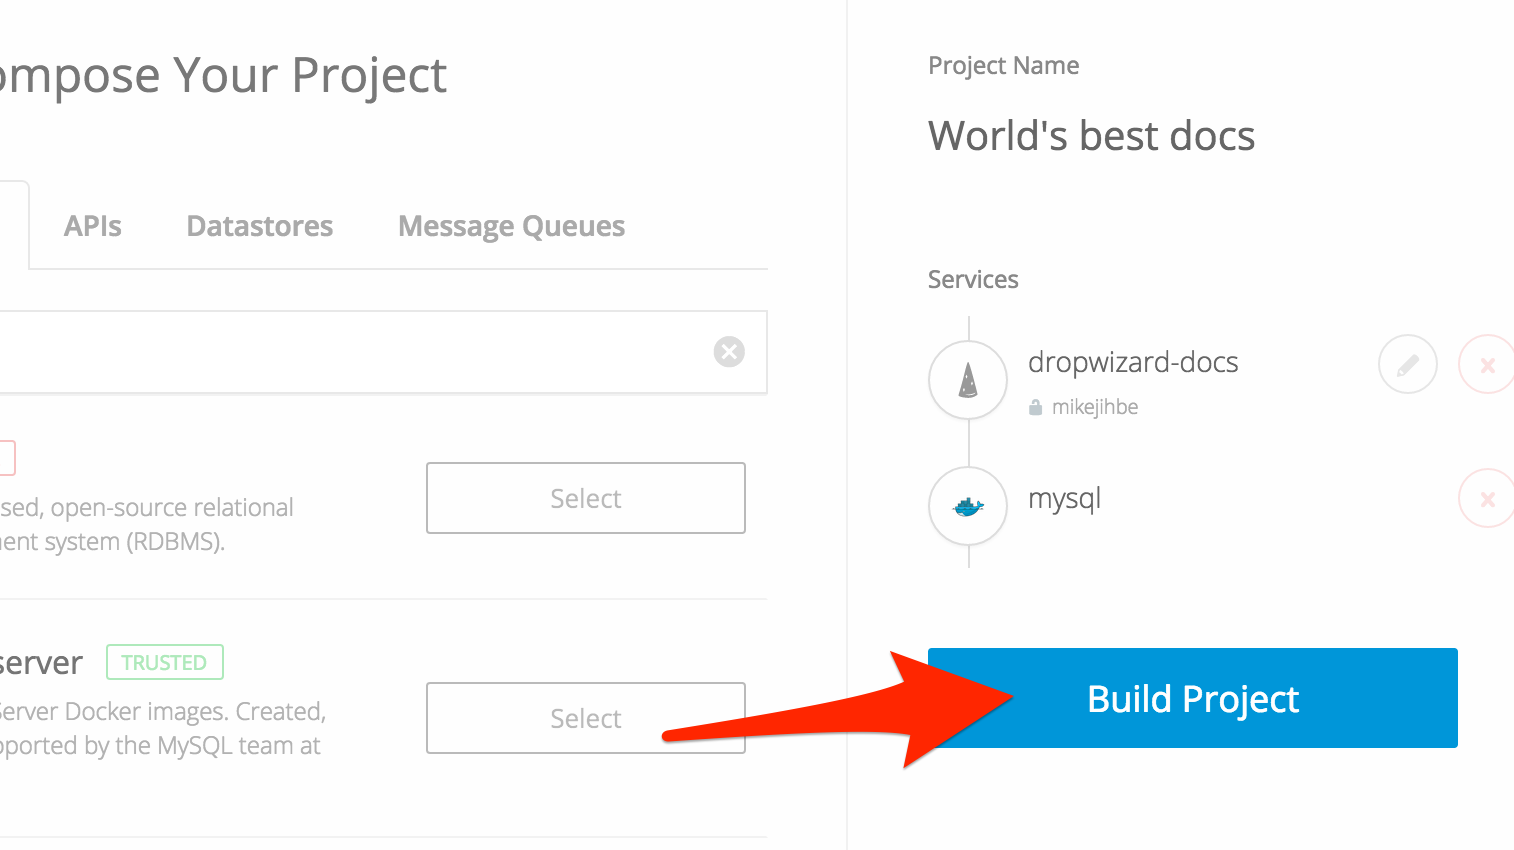 ompose Your Project
APIs
Datastores
Message Queues
sed, open-source relational
ent system (RDBMS).
Select
server
TRUSTED
Server Docker images. Created,
pported by the MySQL team at
Select
Project Name
World's best docs
Services
dropwizard-docs
mikejihbe
mysql
Build Project